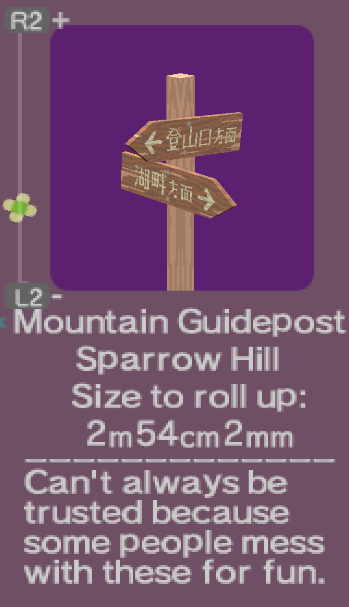 R2 +
← 登山口方面
湖畔方面 →
L2 -
Mountain Guidepost
Sparrow Hill
Size to roll up:
2m54cm2mm
Can't always be
trusted because
some people mess
with these for fun.